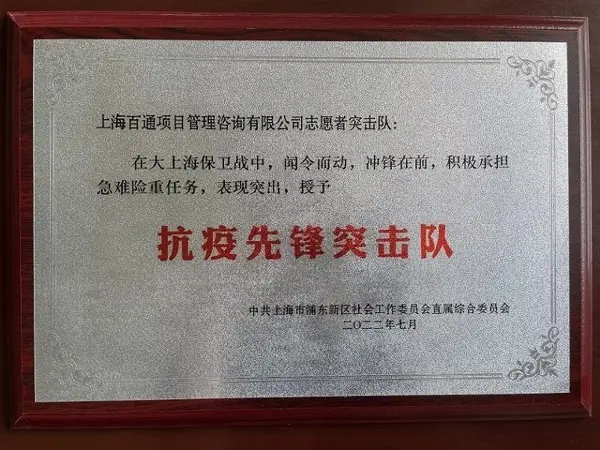 上海百通项目管理咨询有限公司志愿者突击队：
在大上海保卫战中，闻令而动，冲锋在前，积极承担
急难险重任务，表现突出，授予
抗疫先锋突击队
中共上海市浦东新区社会工作委员会直属综合委员会
二〇二二年七月